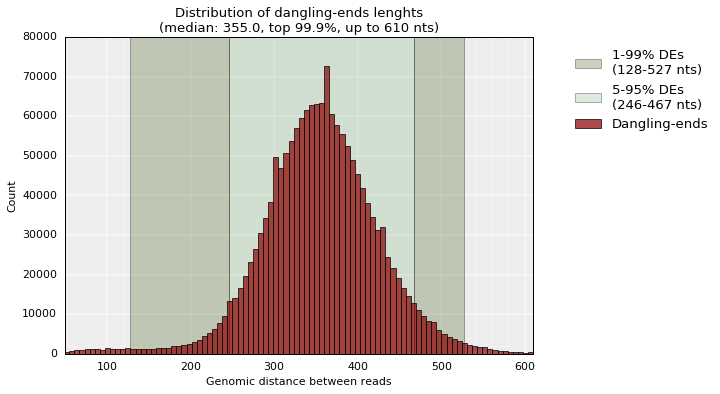 Distribution of dangling-ends lenghts
(median: 355.0, top 99.9%, up to 610 nts)
80000
70000
60000
50000
40000
30000
20000
10000
0
Count
100
200
300
400
500
600
Genomic distance between reads
1-99% DEs
(128-527 nts)
5-95% DEs
(246-467 nts)
Dangling-ends